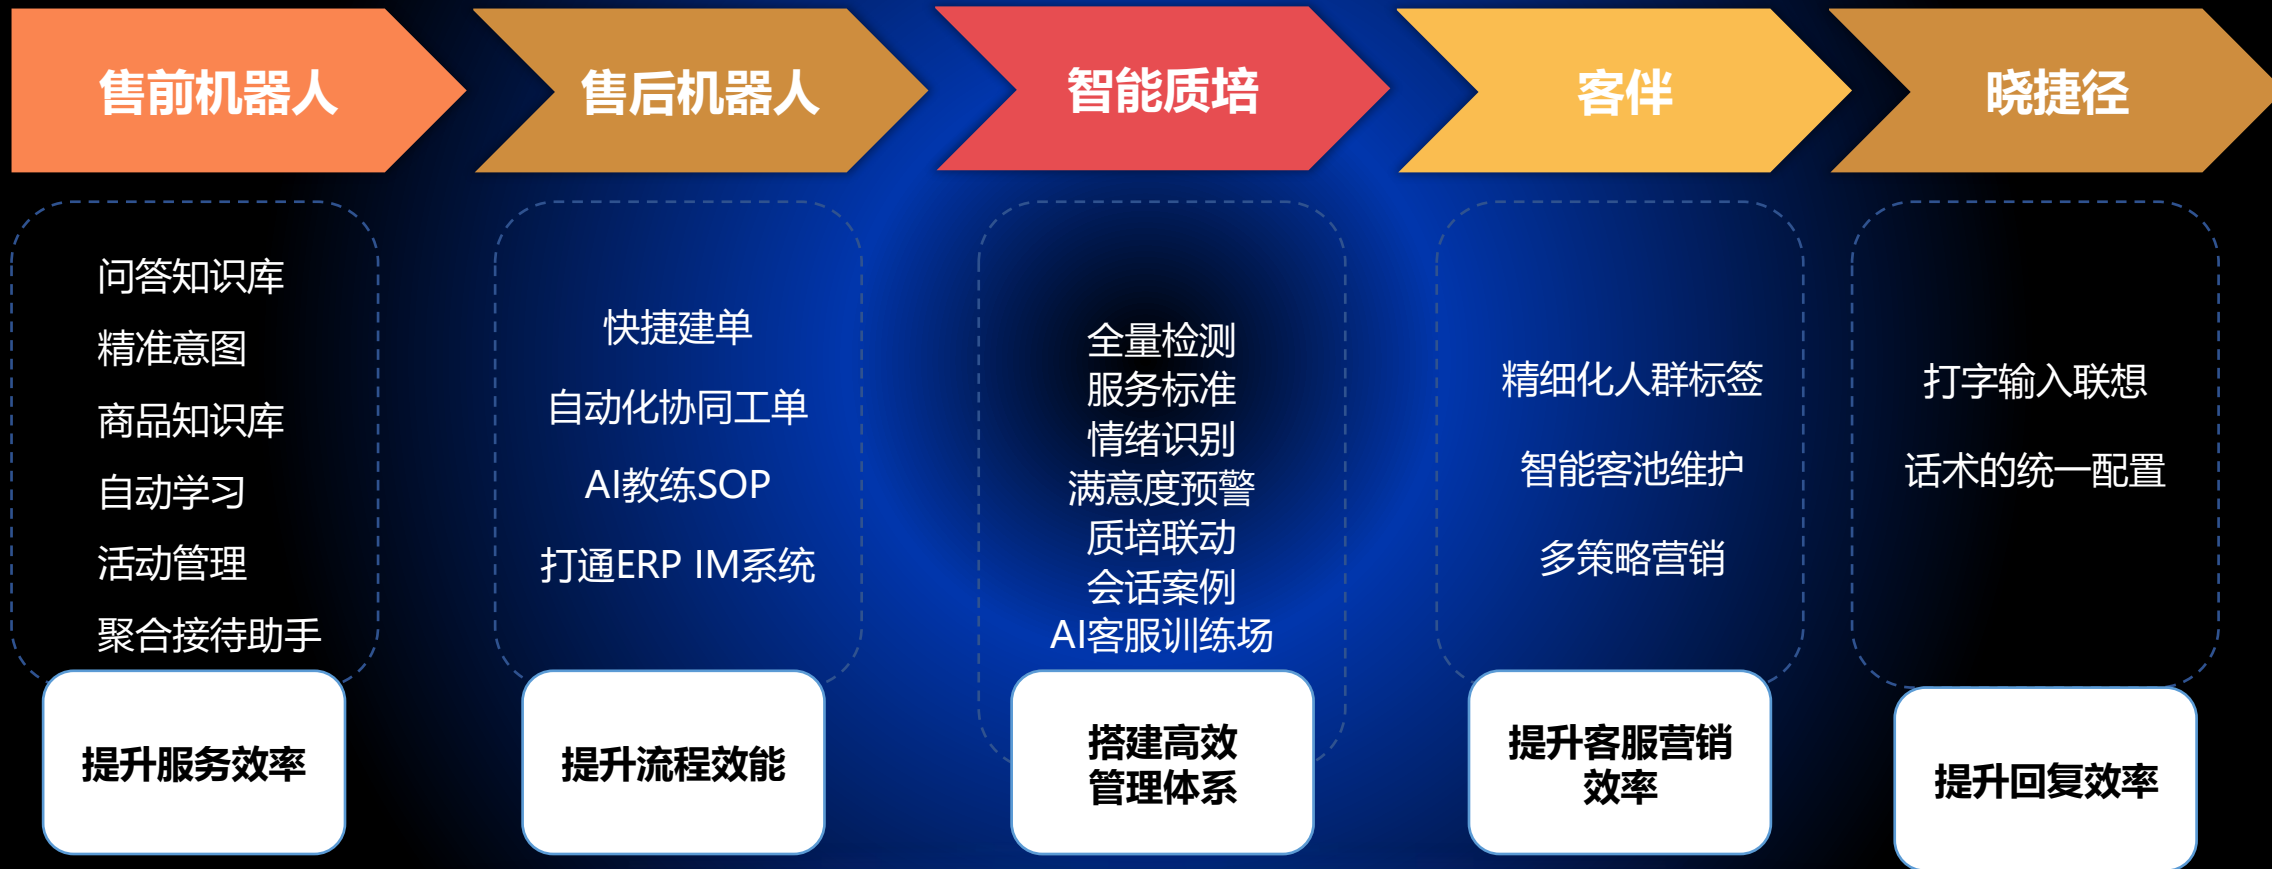 售前机器人
售后机器人
智能质培
客伴
晓捷径
问答知识库
精准意图
商品知识库
自动学习
活动管理
聚合接待助手
快捷建单
自动化协同工单
AI教练SOP
打通ERP IM系统
全量检测
服务标准
情绪识别
满意度预警
质培联动
会话案例
AI客服训练场
精细化人群标签
智能客池维护
多策略营销
打字输入联想
话术的统一配置
提升服务效率
提升流程效能
搭建高效
管理体系
提升客服营销
效率
提升回复效率